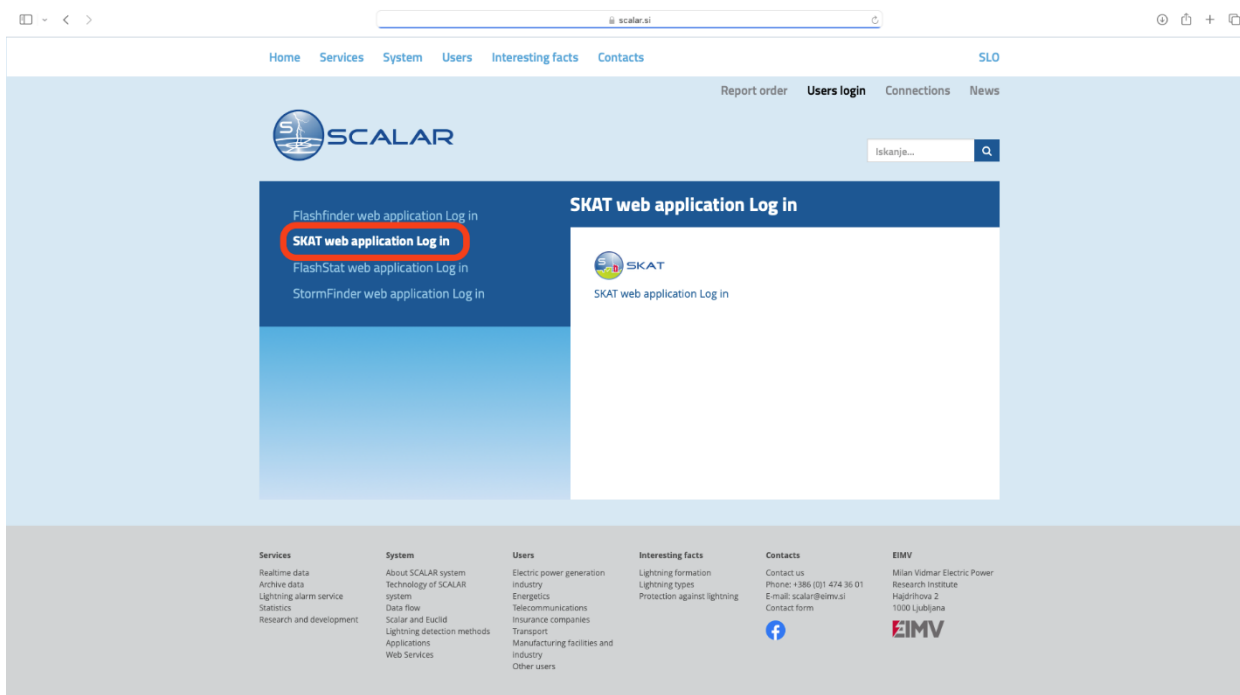 scalar.si
Home Services System Users Interesting facts Contacts SLO
Report order Users login Connections News
SCALAR
Iskanje...
Flashfinder web application Log in
SKAT web application Log in
FlashStat web application Log in
StormFinder web application Log in
SKAT web application Log in
S SKAT
SKAT web application Log in
Services
Realtime data
Archive data
Lightning alarm service
Statistics
Research and development
System
About SCALAR system
Technology of SCALAR
system
Data flow
Scalar and Euclid
Lightning detection methods
Applications
Web Services
Users
Electric power generation
industry
Energetics
Telecommunications
Insurance companies
Transport
Manufacturing facilities and
industry
Other users
Interesting facts
Lightning formation
Lightning types
Protection against lightning
Contacts
Contact us
Phone: +386 (0)1 474 36 01
E-mail: scalar@eimv.si
Contact form
EIMV
Milan Vidmar Electric Power
Research Institute
Hajdrihova 2
1000 Ljubljana
EIMV